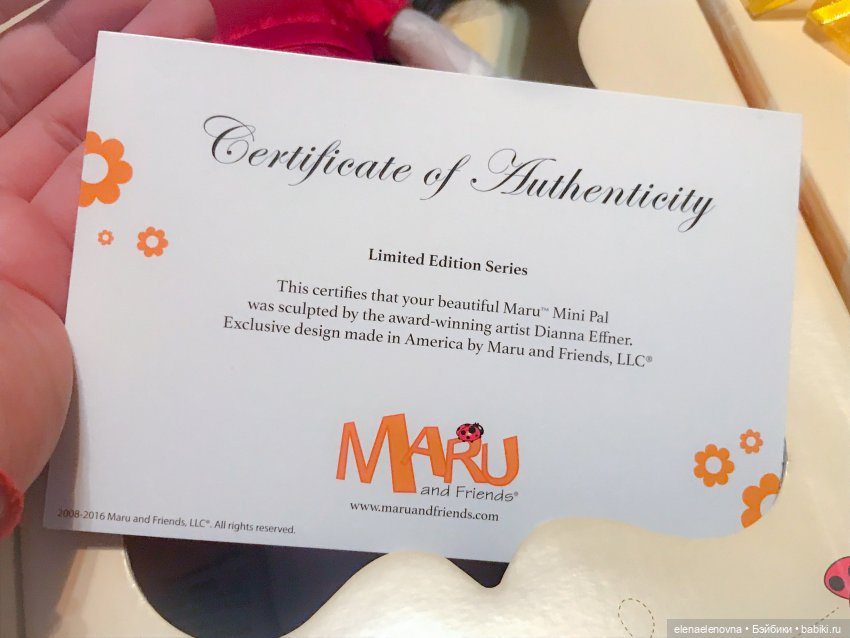 Certificate of Authenticity
Limited Edition Series
This certifies that your beautiful Maru™ Mini Pal
was sculpted by the award-winning artist Dianna Effner.
Exclusive design made in America by Maru and Friends, LLC®
MARU
and Friends®
www.maruandfriends.com
2008-2016 Maru and Friends, LLC®. All rights reserved.
elenaelenovna • Бэйбики • babiki.ru